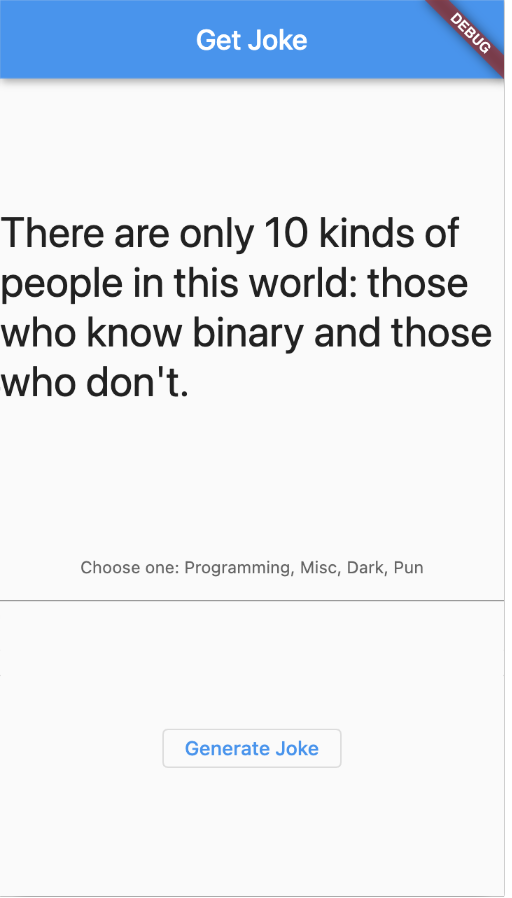 Get Joke
DEBUG
There are only 10 kinds of
people in this world: those
who know binary and those
who don't.
Choose one: Programming, Misc, Dark, Pun
Generate Joke